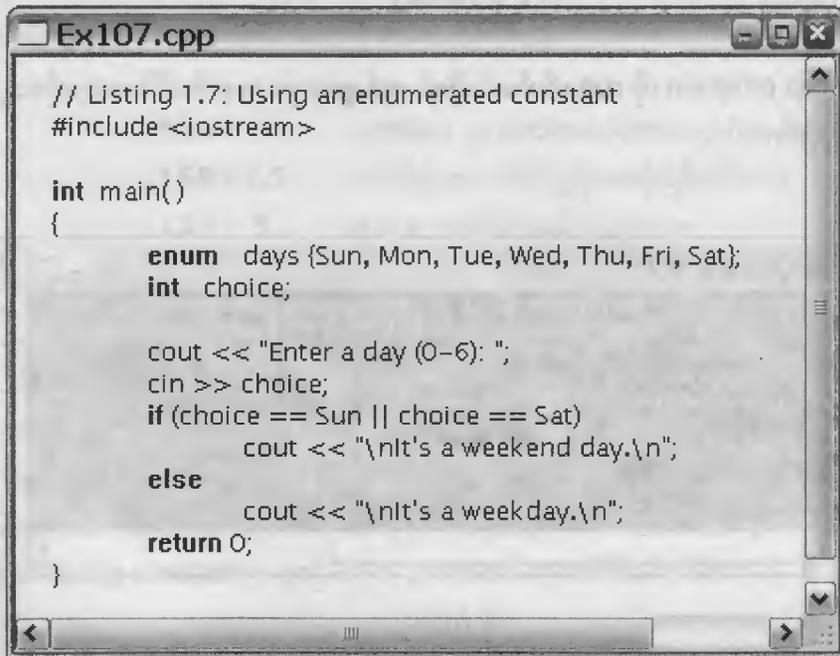 Ex107.cpp
// Listing 1.7: Using an enumerated constant
#include <iostream>
int main()
{
enum days {Sun, Mon, Tue, Wed, Thu, Fri, Sat};
int choice;
cout << "Enter a day (0–6): ";
cin >> choice;
if (choice == Sun || choice == Sat)
cout << "\nIt's a weekend day.\n";
else
cout << "\nIt's a weekday.\n";
return 0;
}